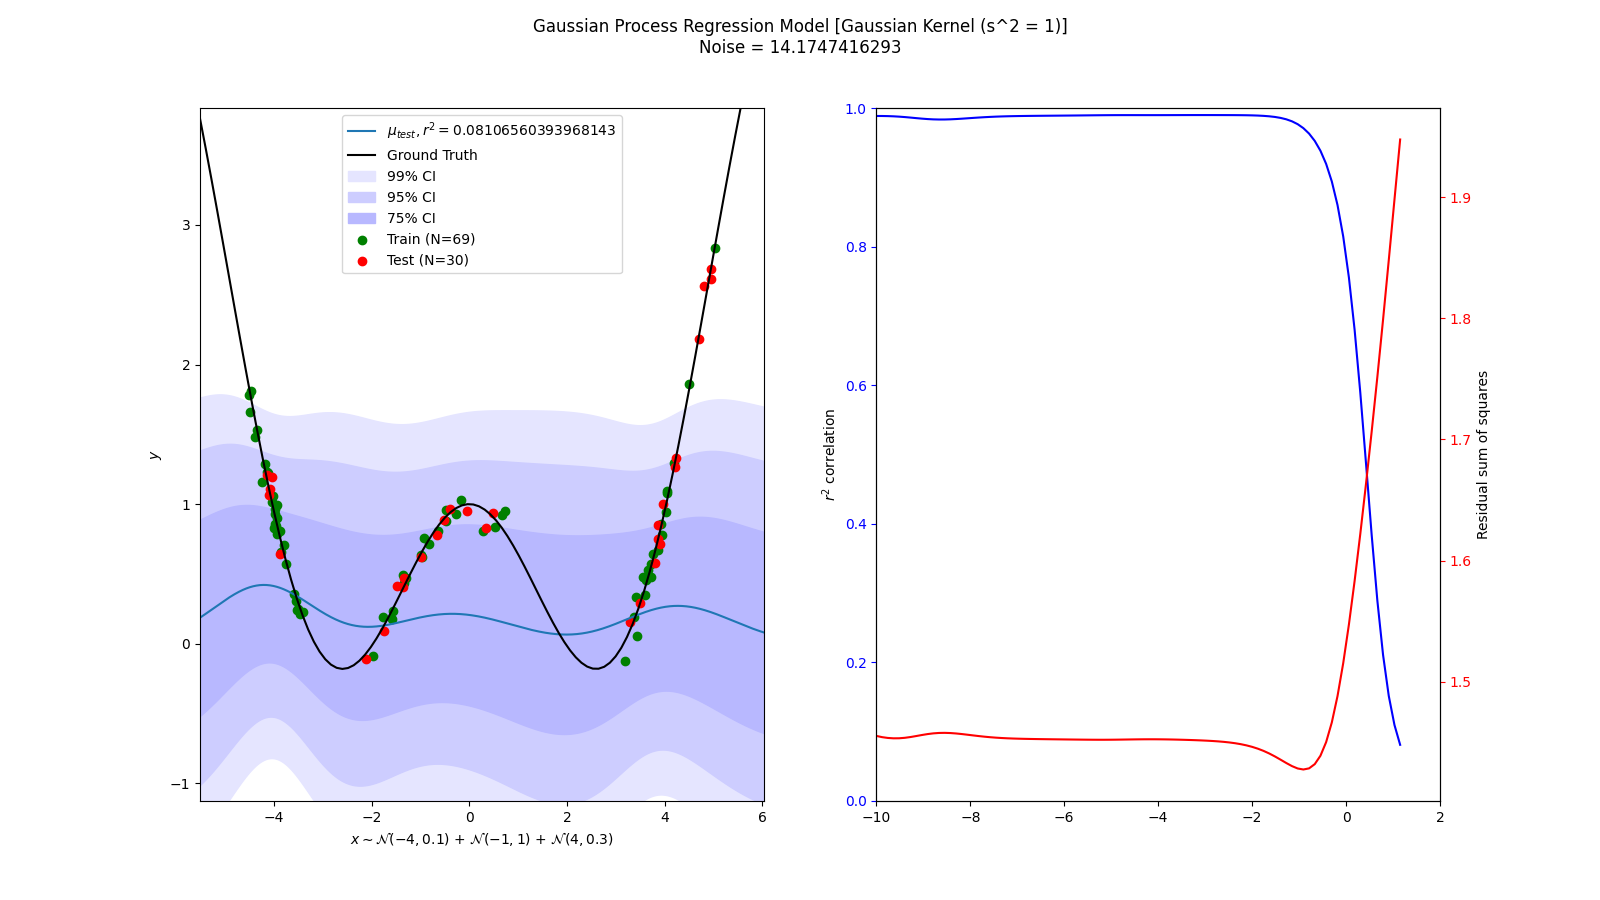 Gaussian Process Regression Model [Gaussian Kernel (s^2 = 1)]
Noise = 14.1747416293
μ_test, r² = 0.08106560393968143
Ground Truth
99% CI
95% CI
75% CI
Train (N=69)
Test (N=30)
3
2
1
0
−1
y
−4 −2 0 2 4 6
x ∼ 𝒩(−4, 0.1) + 𝒩(−1, 1) + 𝒩(4, 0.3)
1.0
0.8
0.6
0.4
0.2
0.0
r² correlation
−10 −8 −6 −4 −2 0 2
1.9
1.8
1.7
1.6
1.5
Residual sum of squares